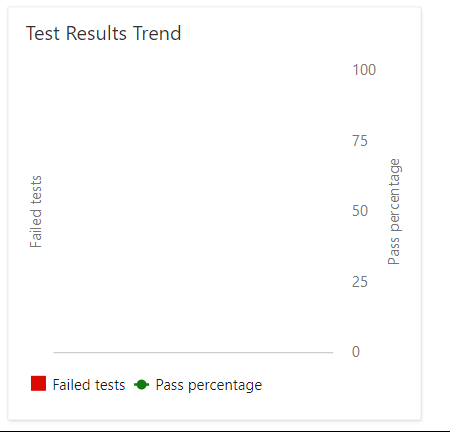 Test Results Trend
100
75
50
25
0
Failed tests
Pass percentage
Failed tests Pass percentage